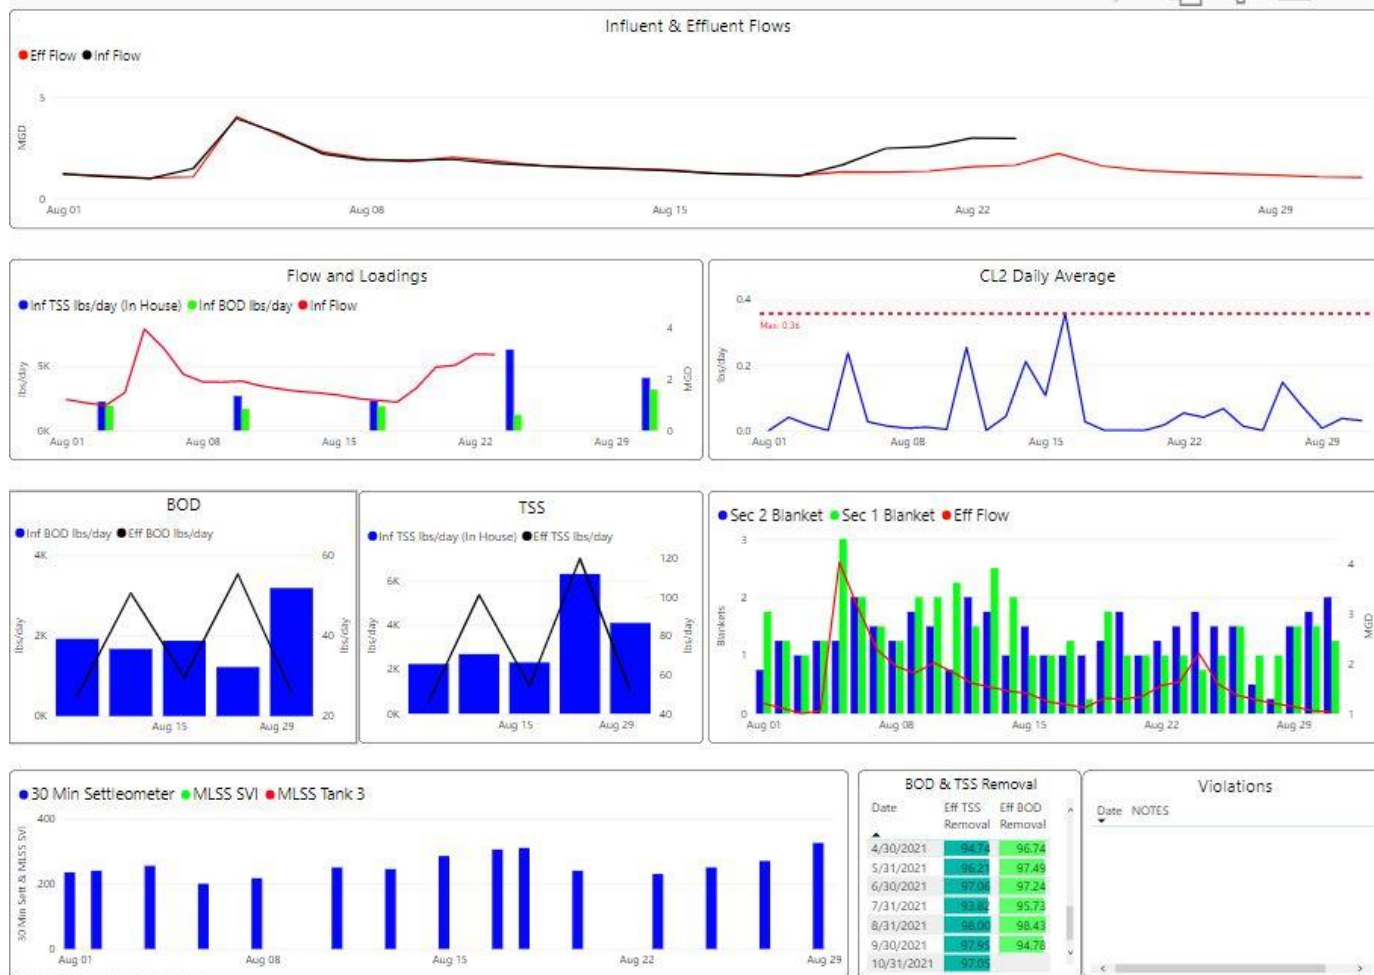 Influent & Effluent Flows
Eff Flow Inf Flow
5
MGD
0
Aug 01 Aug 08 Aug 15 Aug 22 Aug 29
Flow and Loadings
Inf TSS lbs/day (In House) Inf BOD lbs/day Inf Flow
4
5K
lbs/day
2
MGD
0K 0
Aug 01 Aug 08 Aug 15 Aug 22 Aug 29
CL2 Daily Average
0.4
Max: 0.36
0.2
lbs/day
0.0
Aug 01 Aug 08 Aug 15 Aug 22 Aug 29
BOD
Inf BOD lbs/day Eff BOD lbs/day
4K 60
2K 40
lbs/day lbs/day
0K 20
Aug 15 Aug 29
TSS
Inf TSS lbs/day (In House) Eff TSS lbs/day
120
6K
100
4K
80
lbs/day lbs/day
2K
60
0K 40
Aug 15 Aug 29
Sec 2 Blanket Sec 1 Blanket Eff Flow
3
4
2
3
Blankets MGD
1
2
0 1
Aug 01 Aug 08 Aug 15 Aug 22 Aug 29
30 Min Settleometer MLSS SVI MLSS Tank 3
400
200
30 Min Sett & MLSS SVI
0
Aug 01 Aug 08 Aug 15 Aug 22 Aug 29
BOD & TSS Removal
Date Eff TSS Eff BOD
Removal Removal
4/30/2021 94.74 96.74
5/31/2021 96.21 97.49
6/30/2021 97.06 97.24
7/31/2021 93.82 95.73
8/31/2021 98.00 98.43
9/30/2021 97.95 94.78
10/31/2021 97.05
Violations
Date NOTES